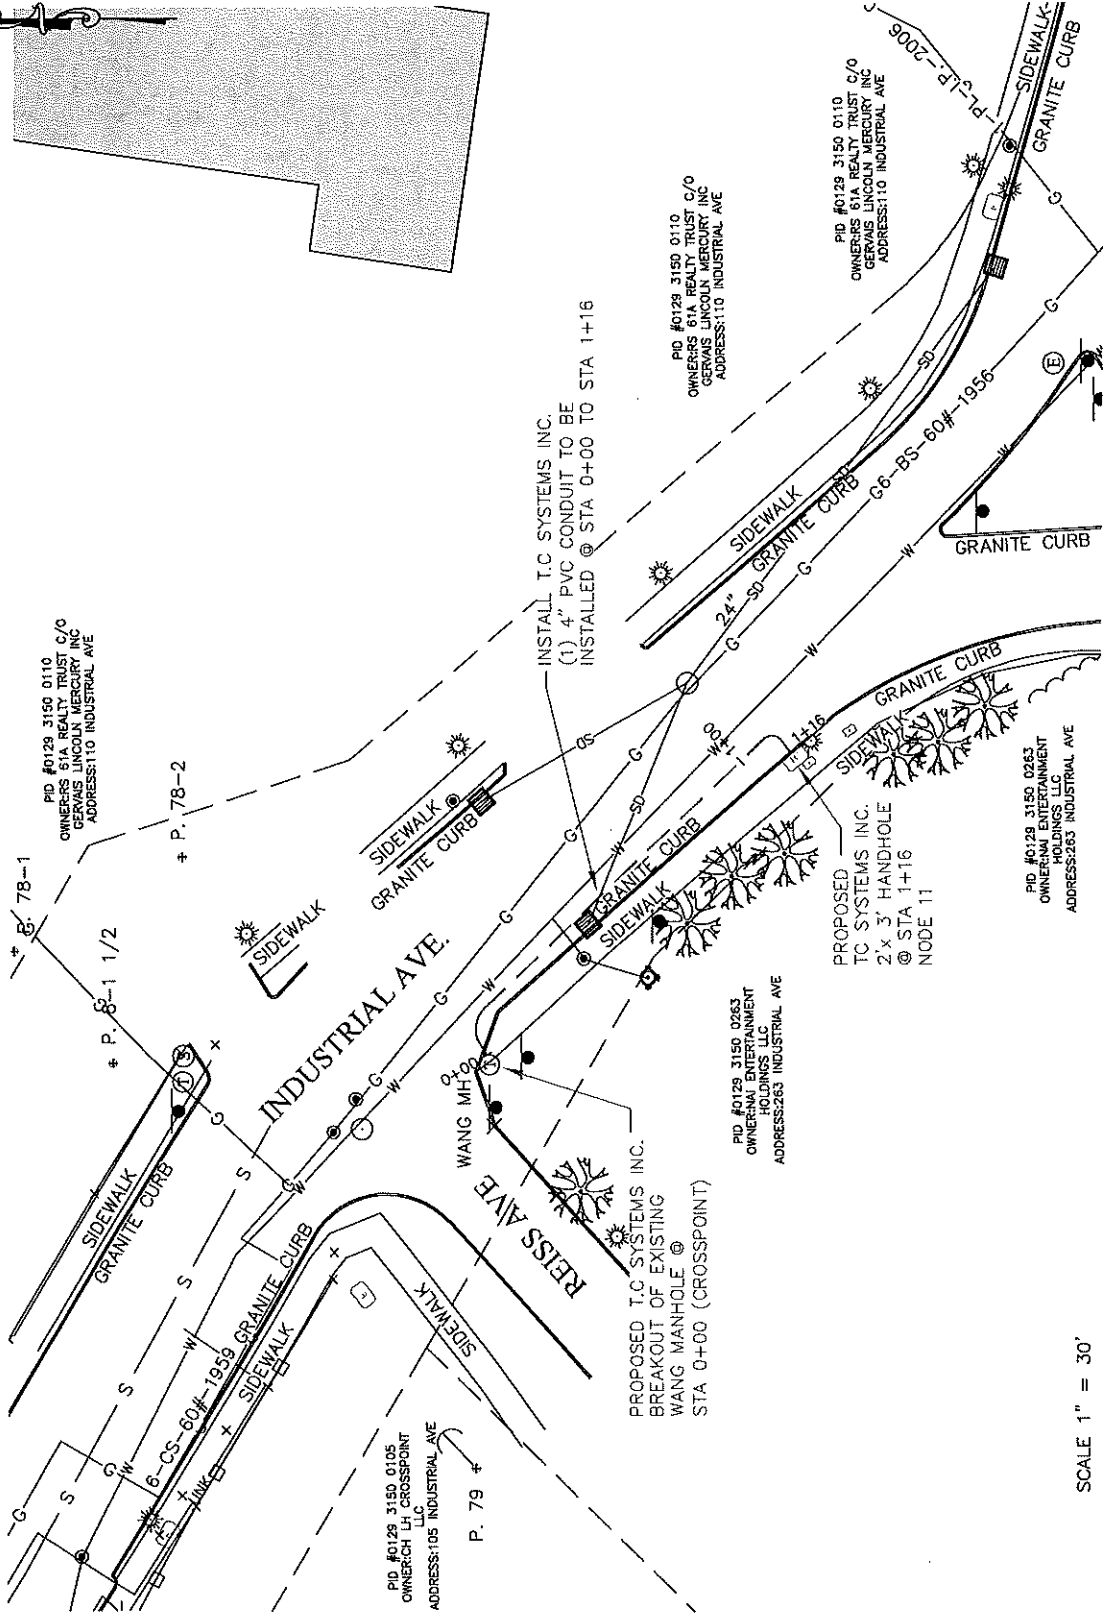 PID #0129 3150 0110
OWNER:RS 61A REALTY TRUST C/O
GERVAIS LINCOLN MERCURY INC
ADDRESS:110 INDUSTRIAL AVE
PID #0129 3150 0110
OWNER:RS 61A REALTY TRUST C/O
GERVAIS LINCOLN MERCURY INC
ADDRESS:110 INDUSTRIAL AVE
PID #0129 3150 0110
OWNER:RS 61A REALTY TRUST C/O
GERVAIS LINCOLN MERCURY INC
ADDRESS:110 INDUSTRIAL AVE
1-PL-LP-2006
SIDEWALK
GRANITE CURB
INSTALL T.C SYSTEMS INC.
(1) 4" PVC CONDUIT TO BE
INSTALLED @ STA 0+00 TO STA 1+16
P. 78-1
P. 78-2
P. 8-1 1/2
SIDEWALK
GRANITE CURB
SIDEWALK
SIDEWALK
GRANITE CURB
24"
SD
SD
SD
SD
SD
G6-BS-60#-1956
GRANITE CURB
E
INDUSTRIAL AVE.
SIDEWALK
GRANITE CURB
T
S
G
G
G
G
G
G
W
W
W
W
W
S
S
S
S
1+00
1+16
GRANITE CURB
SIDEWALK
GRANITE CURB
SIDEWALK
0+00
WANG MH
REISS AVE
PROPOSED
TC SYSTEMS INC.
2'x 3' HANDHOLE
@ STA 1+16
NODE 11
PID #0129 3150 0263
OWNER:NAI ENTERTAINMENT
HOLDINGS LLC
ADDRESS:263 INDUSTRIAL AVE
PID #0129 3150 0263
OWNER:NAI ENTERTAINMENT
HOLDINGS LLC
ADDRESS:263 INDUSTRIAL AVE
PROPOSED T.C SYSTEMS INC.
BREAKOUT OF EXISTING
WANG MANHOLE @
STA 0+00 (CROSSPOINT)
6-CS-60#-1959
GRANITE CURB
SIDEWALK
SIDEWALK
PID #0129 3150 0105
OWNER:CH LH CROSSPOINT
LLC
ADDRESS:105 INDUSTRIAL AVE
P. 79
SCALE 1" = 30'